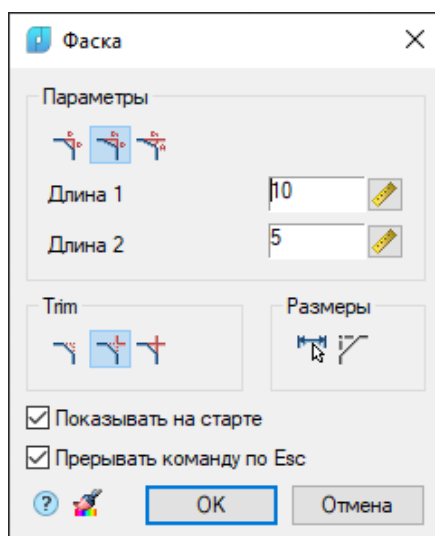 Фаска
Параметры
Длина 1
10
Длина 2
5
Trim
Размеры
Показывать на старте
Прерывать команду по Esc
?
OK
Отмена